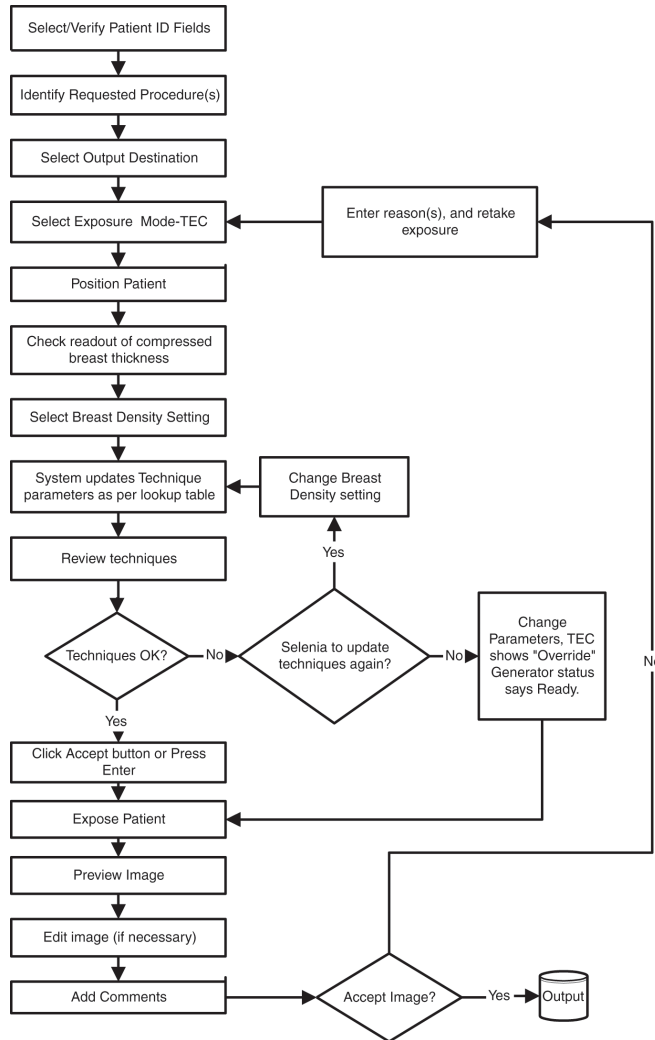 Select/Verify Patient ID Fields
Identify Requested Procedure(s)
Select Output Destination
Select Exposure  Mode-TEC
Enter reason(s), and retake
exposure
Position Patient
Check readout of compressed
breast thickness
Select Breast Density Setting
System updates Technique
parameters as per lookup table
Change Breast
Density setting
Review techniques
Yes
Techniques OK?
No
Selenia to update
techniques again?
No
Change
Parameters, TEC
shows "Override"
Generator status
says Ready.
Yes
Click Accept button or Press
Enter
Expose Patient
Preview Image
Edit image (if necessary)
Add Comments
Accept Image?
Yes
Output